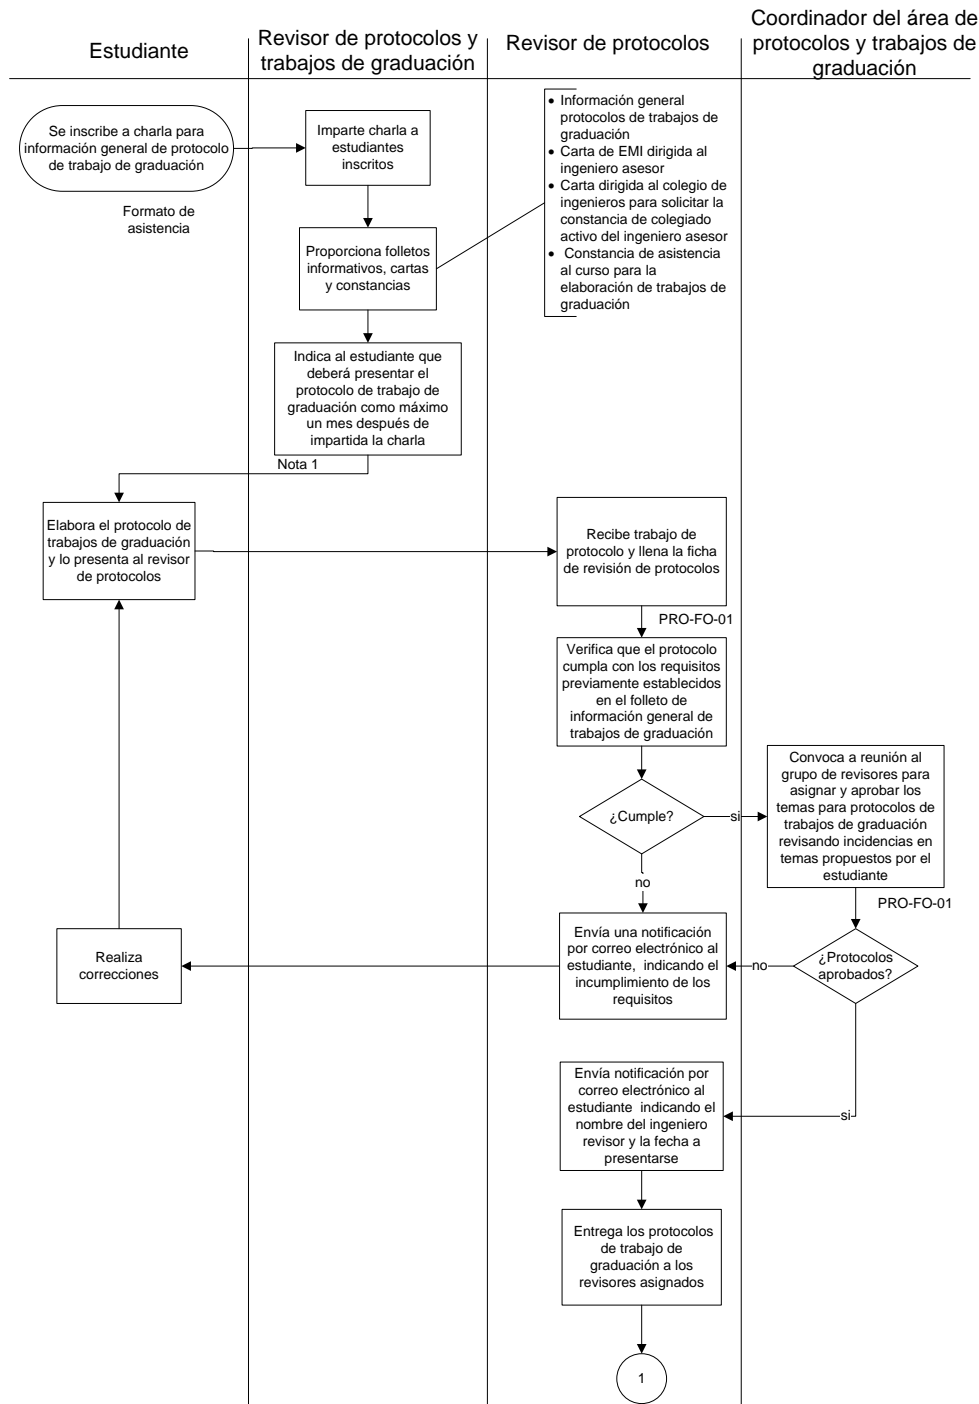 Estudiante
Revisor de protocolos y
trabajos de graduación
Revisor de protocolos
Coordinador del área de
protocolos y trabajos de
graduación
Se inscribe a charla para
información general de protocolo
de trabajo de graduación
Formato de
asistencia
Imparte charla a
estudiantes
inscritos
• Información general
protocolos de trabajos de
graduación
• Carta de EMI dirigida al
ingeniero asesor
• Carta dirigida al colegio de
ingenieros para solicitar la
constancia de colegiado
activo del ingeniero asesor
• Constancia de asistencia
al curso para la
elaboración de trabajos de
graduación
Proporciona folletos
informativos, cartas
y constancias
Indica al estudiante que
deberá presentar el
protocolo de trabajo de
graduación como máximo
un mes después de
impartida la charla
Nota 1
Elabora el protocolo de
trabajos de graduación
y lo presenta al revisor
de protocolos
Recibe trabajo de
protocolo y llena la ficha
de revisión de protocolos
PRO-FO-01
Verifica que el protocolo
cumpla con los requisitos
previamente establecidos
en el folleto de
información general de
trabajos de graduación
¿Cumple?
si
no
Convoca a reunión al
grupo de revisores para
asignar y aprobar los
temas para protocolos de
trabajos de graduación
revisando incidencias en
temas propuestos por el
estudiante
PRO-FO-01
¿Protocolos
aprobados?
no
si
Envía una notificación
por correo electrónico al
estudiante, indicando el
incumplimiento de los
requisitos
Realiza
correcciones
Envía notificación por
correo electrónico al
estudiante indicando el
nombre del ingeniero
revisor y la fecha a
presentarse
Entrega los protocolos
de trabajo de
graduación a los
revisores asignados
1